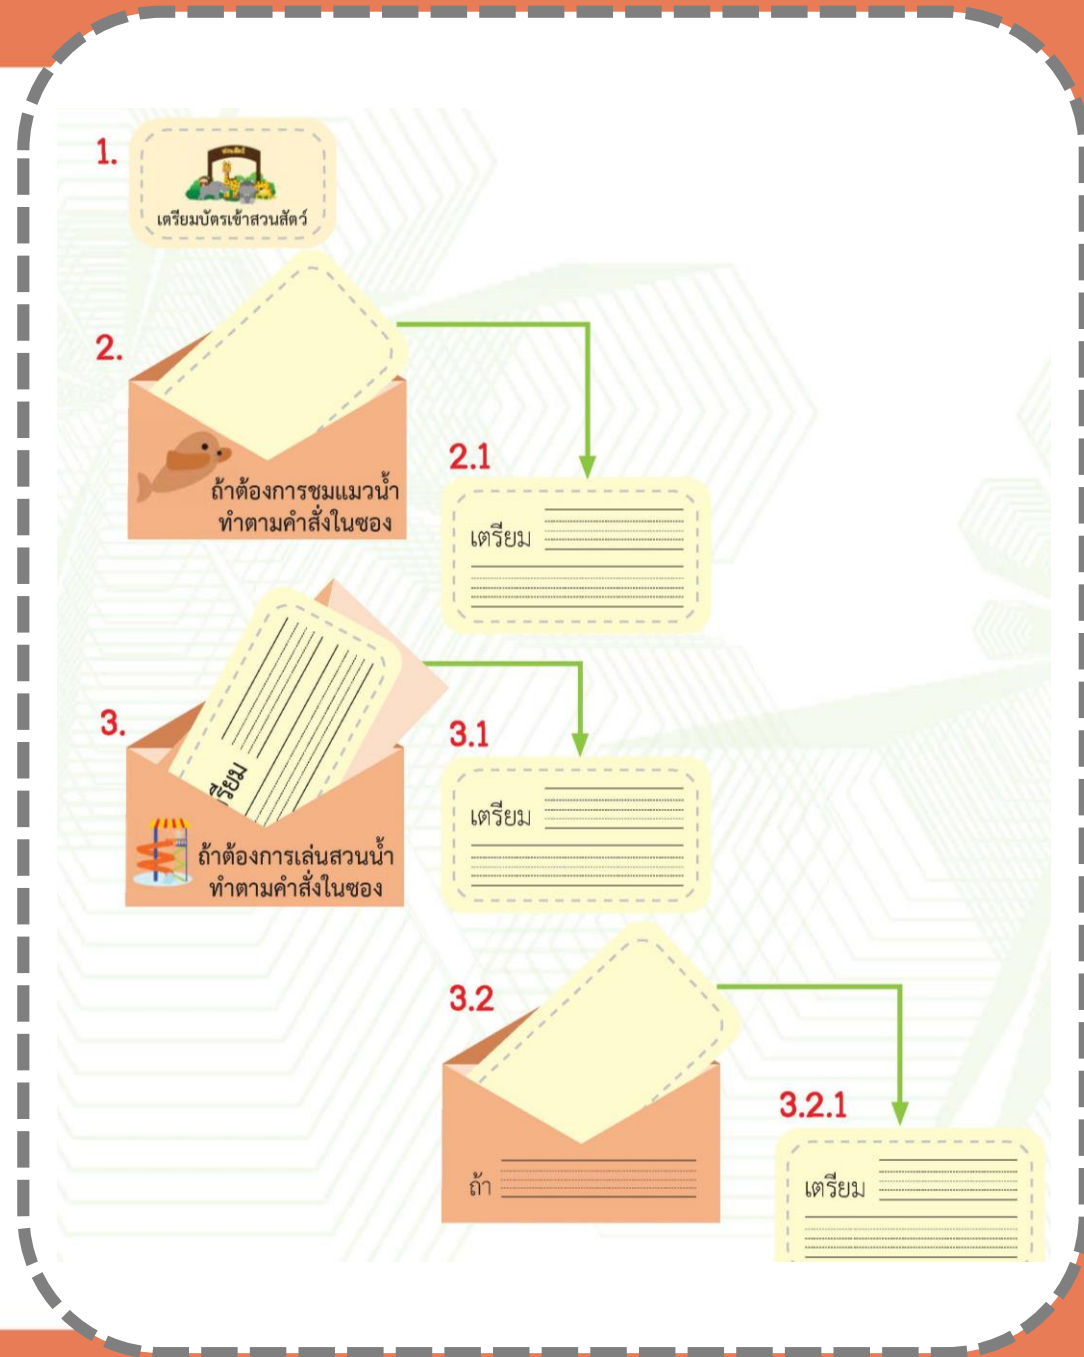 1.
สวนสัตว์
เตรียมบัตรเข้าสวนสัตว์
2.
ถ้าต้องการชมแมวน้ำ
ทำตามคำสั่งในซอง
2.1
เตรียม
3.
รียม
ถ้าต้องการเล่นสวนน้ำ
ทำตามคำสั่งในซอง
3.1
เตรียม
3.2
ถ้า
3.2.1
เตรียม